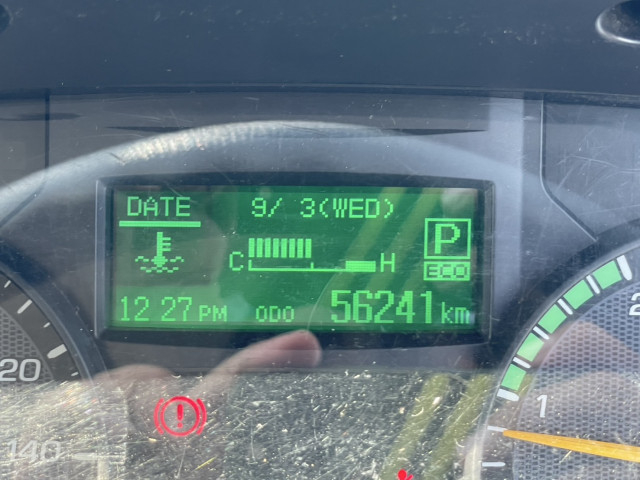 DATE 9/ 3(WED)
P
C H ECO
12 27 PM ODO 56241 km
20
140
1